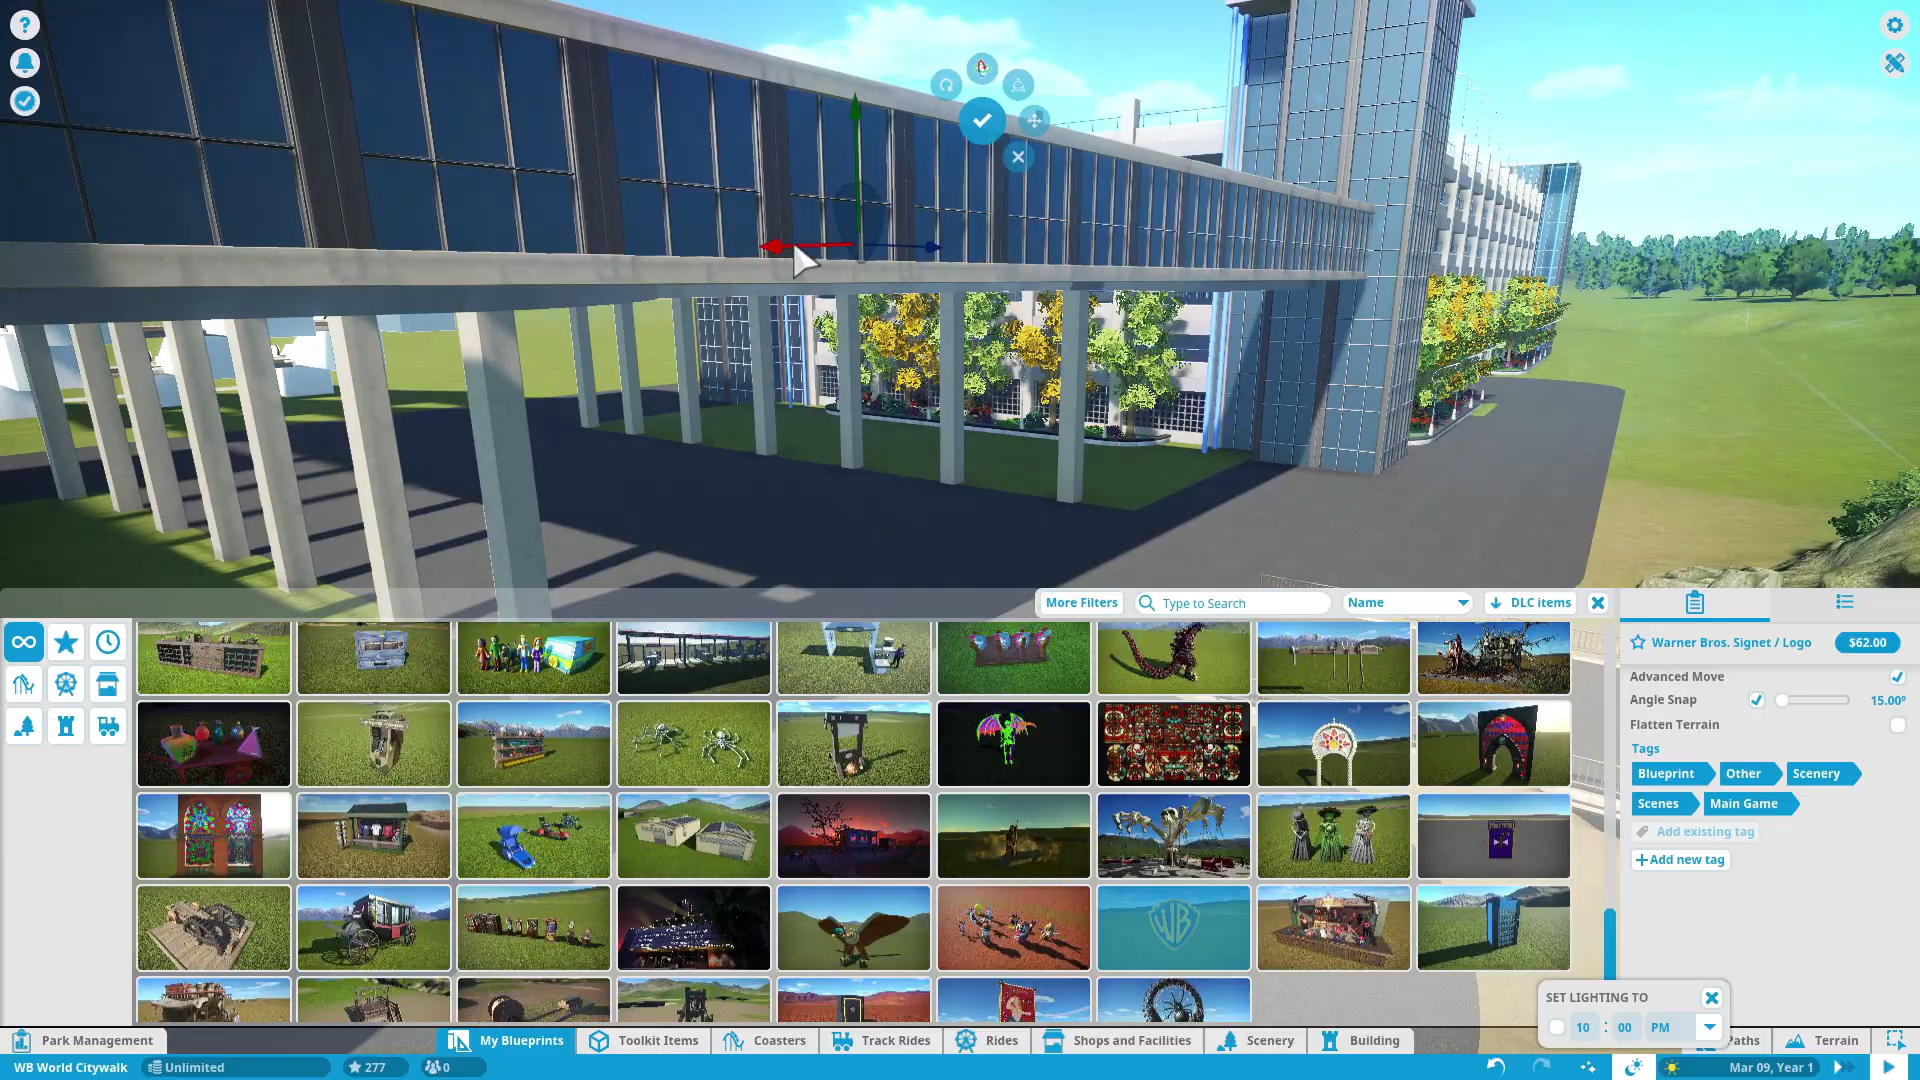 More Filters
Type to Search
Name
DLC items
Warner Bros. Signet / Logo
$62.00
Advanced Move
Angle Snap
15.00°
Flatten Terrain
Tags
Blueprint
Other
Scenery
Scenes
Main Game
Add existing tag
+Add new tag
WB
SET LIGHTING TO
10 : 00 PM
Park Management
My Blueprints
Toolkit Items
Coasters
Track Rides
Rides
Shops and Facilities
Scenery
Building
Paths
Terrain
WB World Citywalk
Unlimited
277
0
Mar 09, Year 1